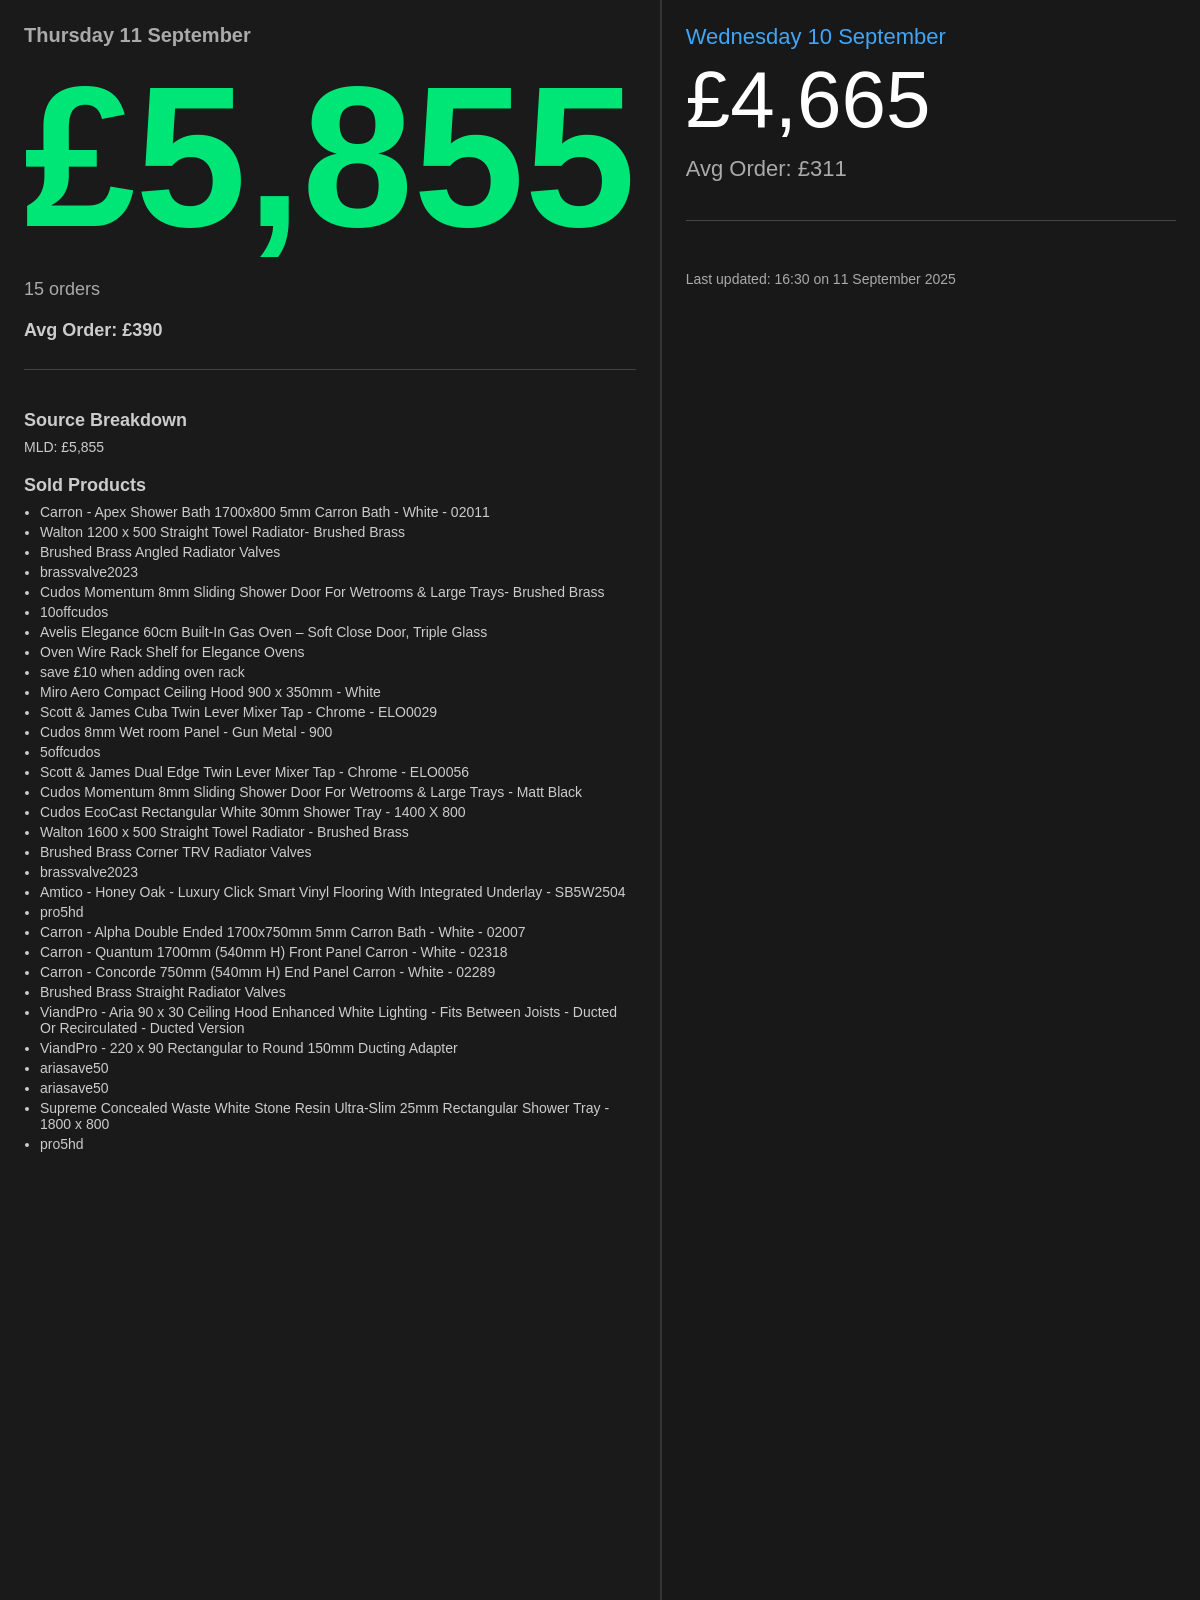 Thursday 11 September
£5,855
15 orders
Avg Order: £390
Source Breakdown
MLD: £5,855
Sold Products
• Carron - Apex Shower Bath 1700x800 5mm Carron Bath - White - 02011
• Walton 1200 x 500 Straight Towel Radiator- Brushed Brass
• Brushed Brass Angled Radiator Valves
• brassvalve2023
• Cudos Momentum 8mm Sliding Shower Door For Wetrooms & Large Trays- Brushed Brass
• 10offcudos
• Avelis Elegance 60cm Built-In Gas Oven – Soft Close Door, Triple Glass
• Oven Wire Rack Shelf for Elegance Ovens
• save £10 when adding oven rack
• Miro Aero Compact Ceiling Hood 900 x 350mm - White
• Scott & James Cuba Twin Lever Mixer Tap - Chrome - ELO0029
• Cudos 8mm Wet room Panel - Gun Metal - 900
• 5offcudos
• Scott & James Dual Edge Twin Lever Mixer Tap - Chrome - ELO0056
• Cudos Momentum 8mm Sliding Shower Door For Wetrooms & Large Trays - Matt Black
• Cudos EcoCast Rectangular White 30mm Shower Tray - 1400 X 800
• Walton 1600 x 500 Straight Towel Radiator - Brushed Brass
• Brushed Brass Corner TRV Radiator Valves
• brassvalve2023
• Amtico - Honey Oak - Luxury Click Smart Vinyl Flooring With Integrated Underlay - SB5W2504
• pro5hd
• Carron - Alpha Double Ended 1700x750mm 5mm Carron Bath - White - 02007
• Carron - Quantum 1700mm (540mm H) Front Panel Carron - White - 02318
• Carron - Concorde 750mm (540mm H) End Panel Carron - White - 02289
• Brushed Brass Straight Radiator Valves
• ViandPro - Aria 90 x 30 Ceiling Hood Enhanced White Lighting - Fits Between Joists - Ducted
Or Recirculated - Ducted Version
• ViandPro - 220 x 90 Rectangular to Round 150mm Ducting Adapter
• ariasave50
• ariasave50
• Supreme Concealed Waste White Stone Resin Ultra-Slim 25mm Rectangular Shower Tray -
1800 x 800
• pro5hd
Wednesday 10 September
£4,665
Avg Order: £311
Last updated: 16:30 on 11 September 2025